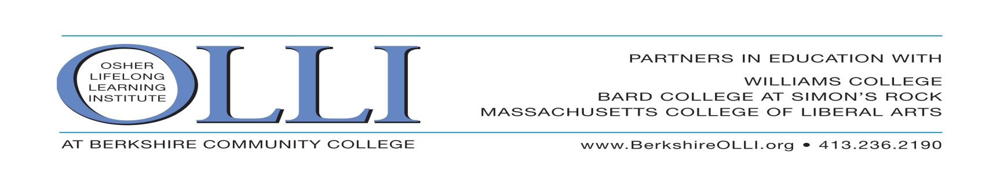 OLLI
OSHER
LIFELONG
LEARNING
INSTITUTE
AT BERKSHIRE COMMUNITY COLLEGE
PARTNERS IN EDUCATION WITH
WILLIAMS COLLEGE
BARD COLLEGE AT SIMON'S ROCK
MASSACHUSETTS COLLEGE OF LIBERAL ARTS
www.BerkshireOLLI.org • 413.236.2190